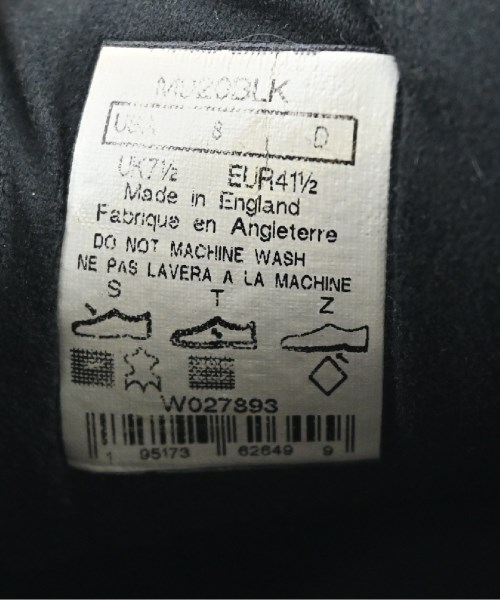 MU203LK
USA 8 D
UK7½ EUR41½
Made in England
Fabrique en Angleterre
DO NOT MACHINE WASH
NE PAS LAVERA A LA MACHINE
S T Z
W027893
1 95173 62649 9